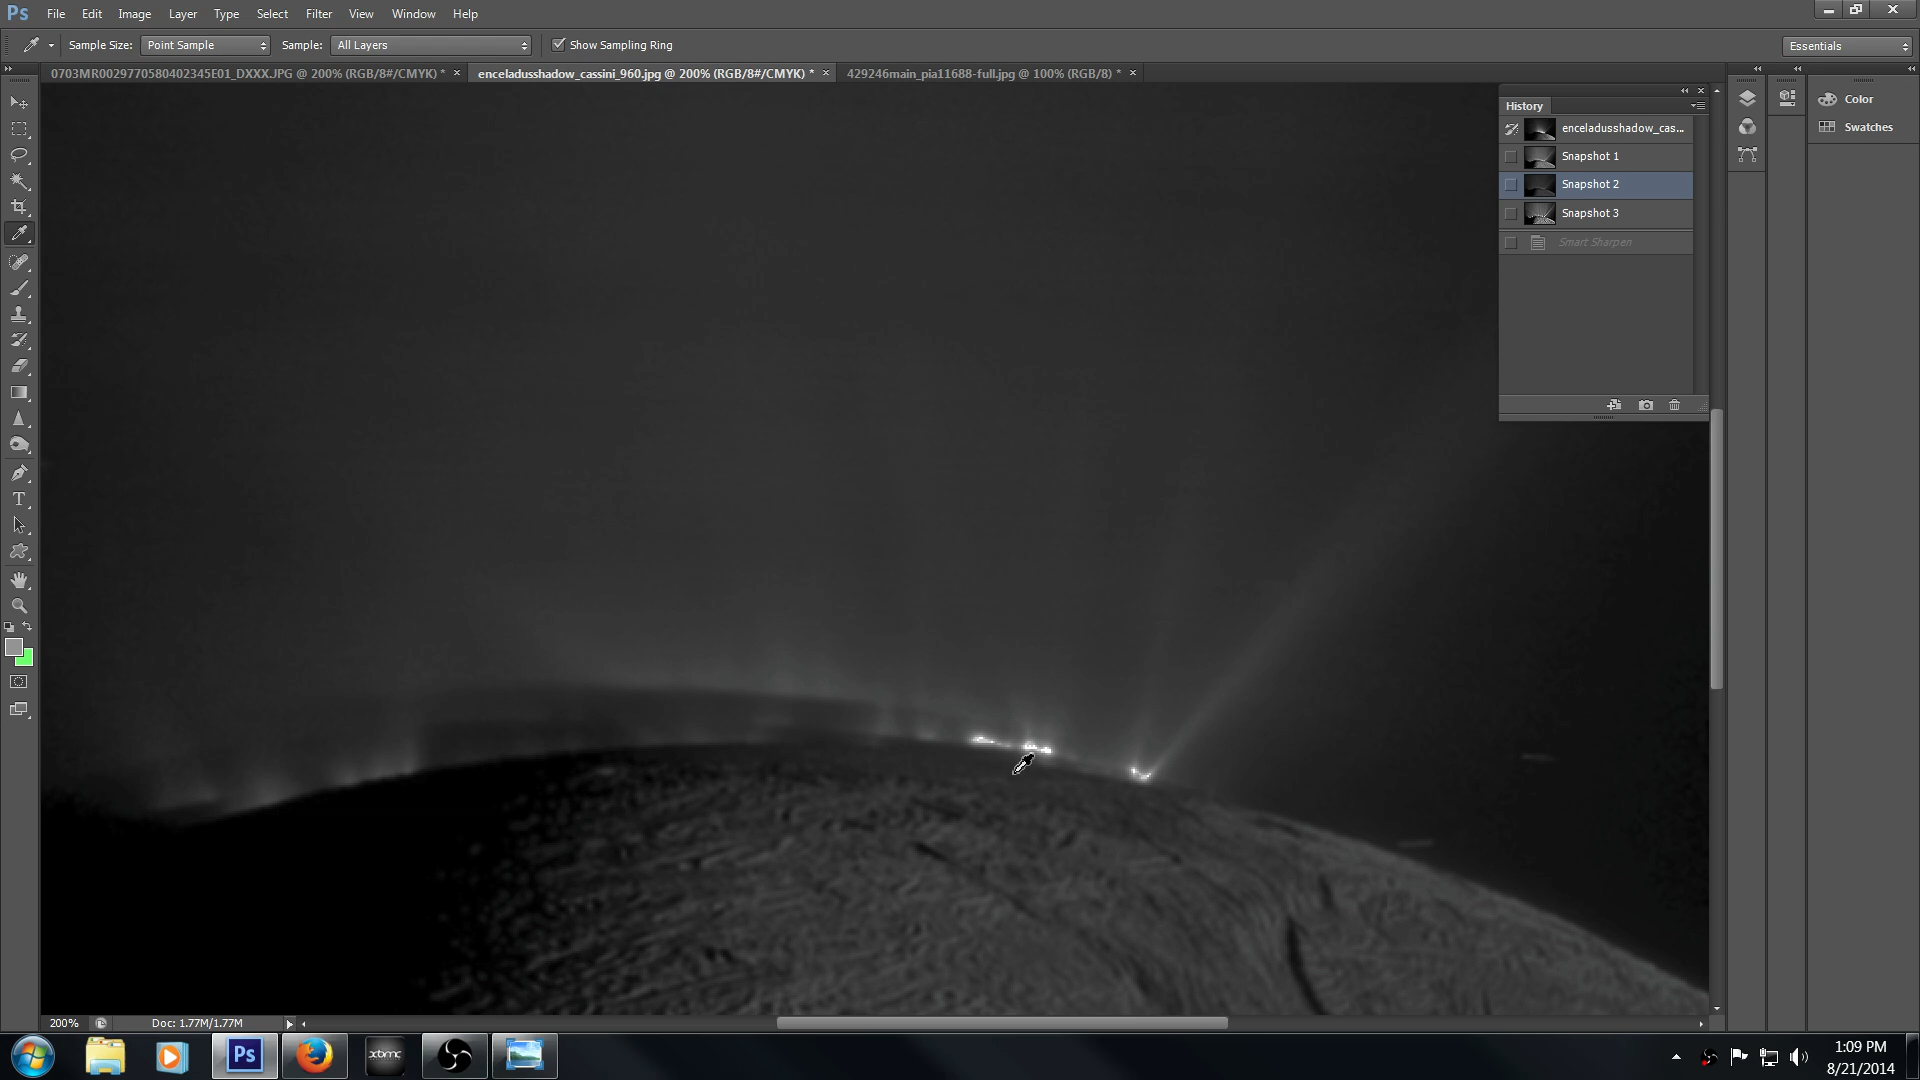 Ps File Edit Image Layer Type Select Filter View Window Help
Sample Size: Point Sample Sample: All Layers Show Sampling Ring Essentials
0703MR0029770580402345E01_DXXX.JPG @ 200% (RGB/8#/CMYK) * × enceladusshadow_cassini_960.jpg @ 200% (RGB/8#/CMYK) * × 429246main_pia11688-full.jpg @ 100% (RGB/8) * ×
History
enceladusshadow_cas...
Snapshot 1
Snapshot 2
Snapshot 3
Smart Sharpen
Color
Swatches
T
200% Doc: 1.77M/1.77M
Ps xbmc
1:09 PM
8/21/2014